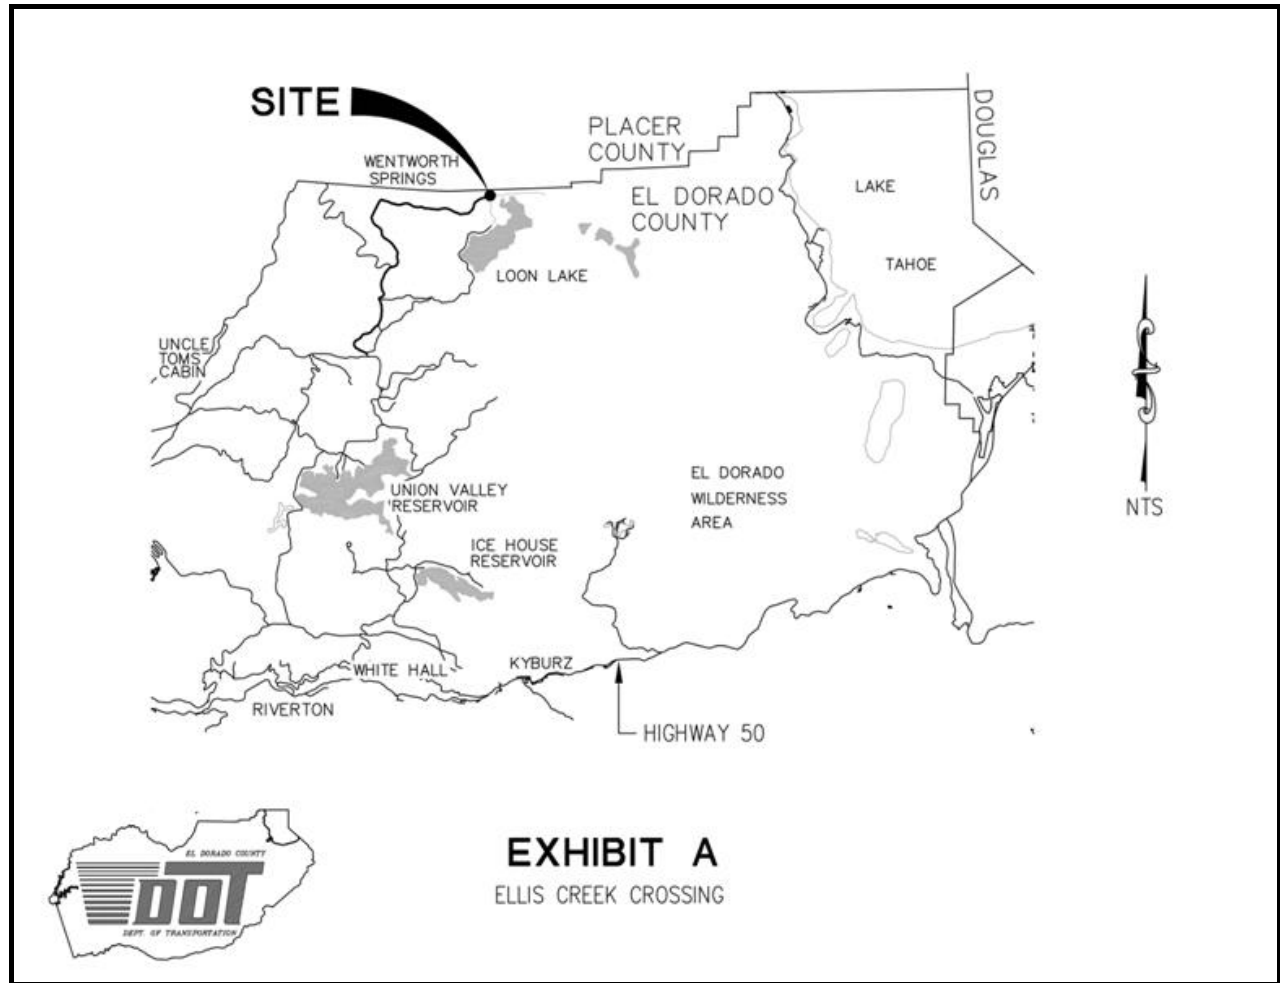 SITE
PLACER
COUNTY
DOUGLAS
WENTWORTH
SPRINGS
LAKE
EL DORADO
COUNTY
TAHOE
LOON LAKE
UNCLE
TOMS
CABIN
EL DORADO
WILDERNESS
AREA
UNION VALLEY
RESERVOIR
NTS
ICE HOUSE
RESERVOIR
WHITE HALL
KYBURZ
RIVERTON
HIGHWAY 50
EXHIBIT A
ELLIS CREEK CROSSING
EL DORADO COUNTY
DOT
DEPT. OF TRANSPORTATION